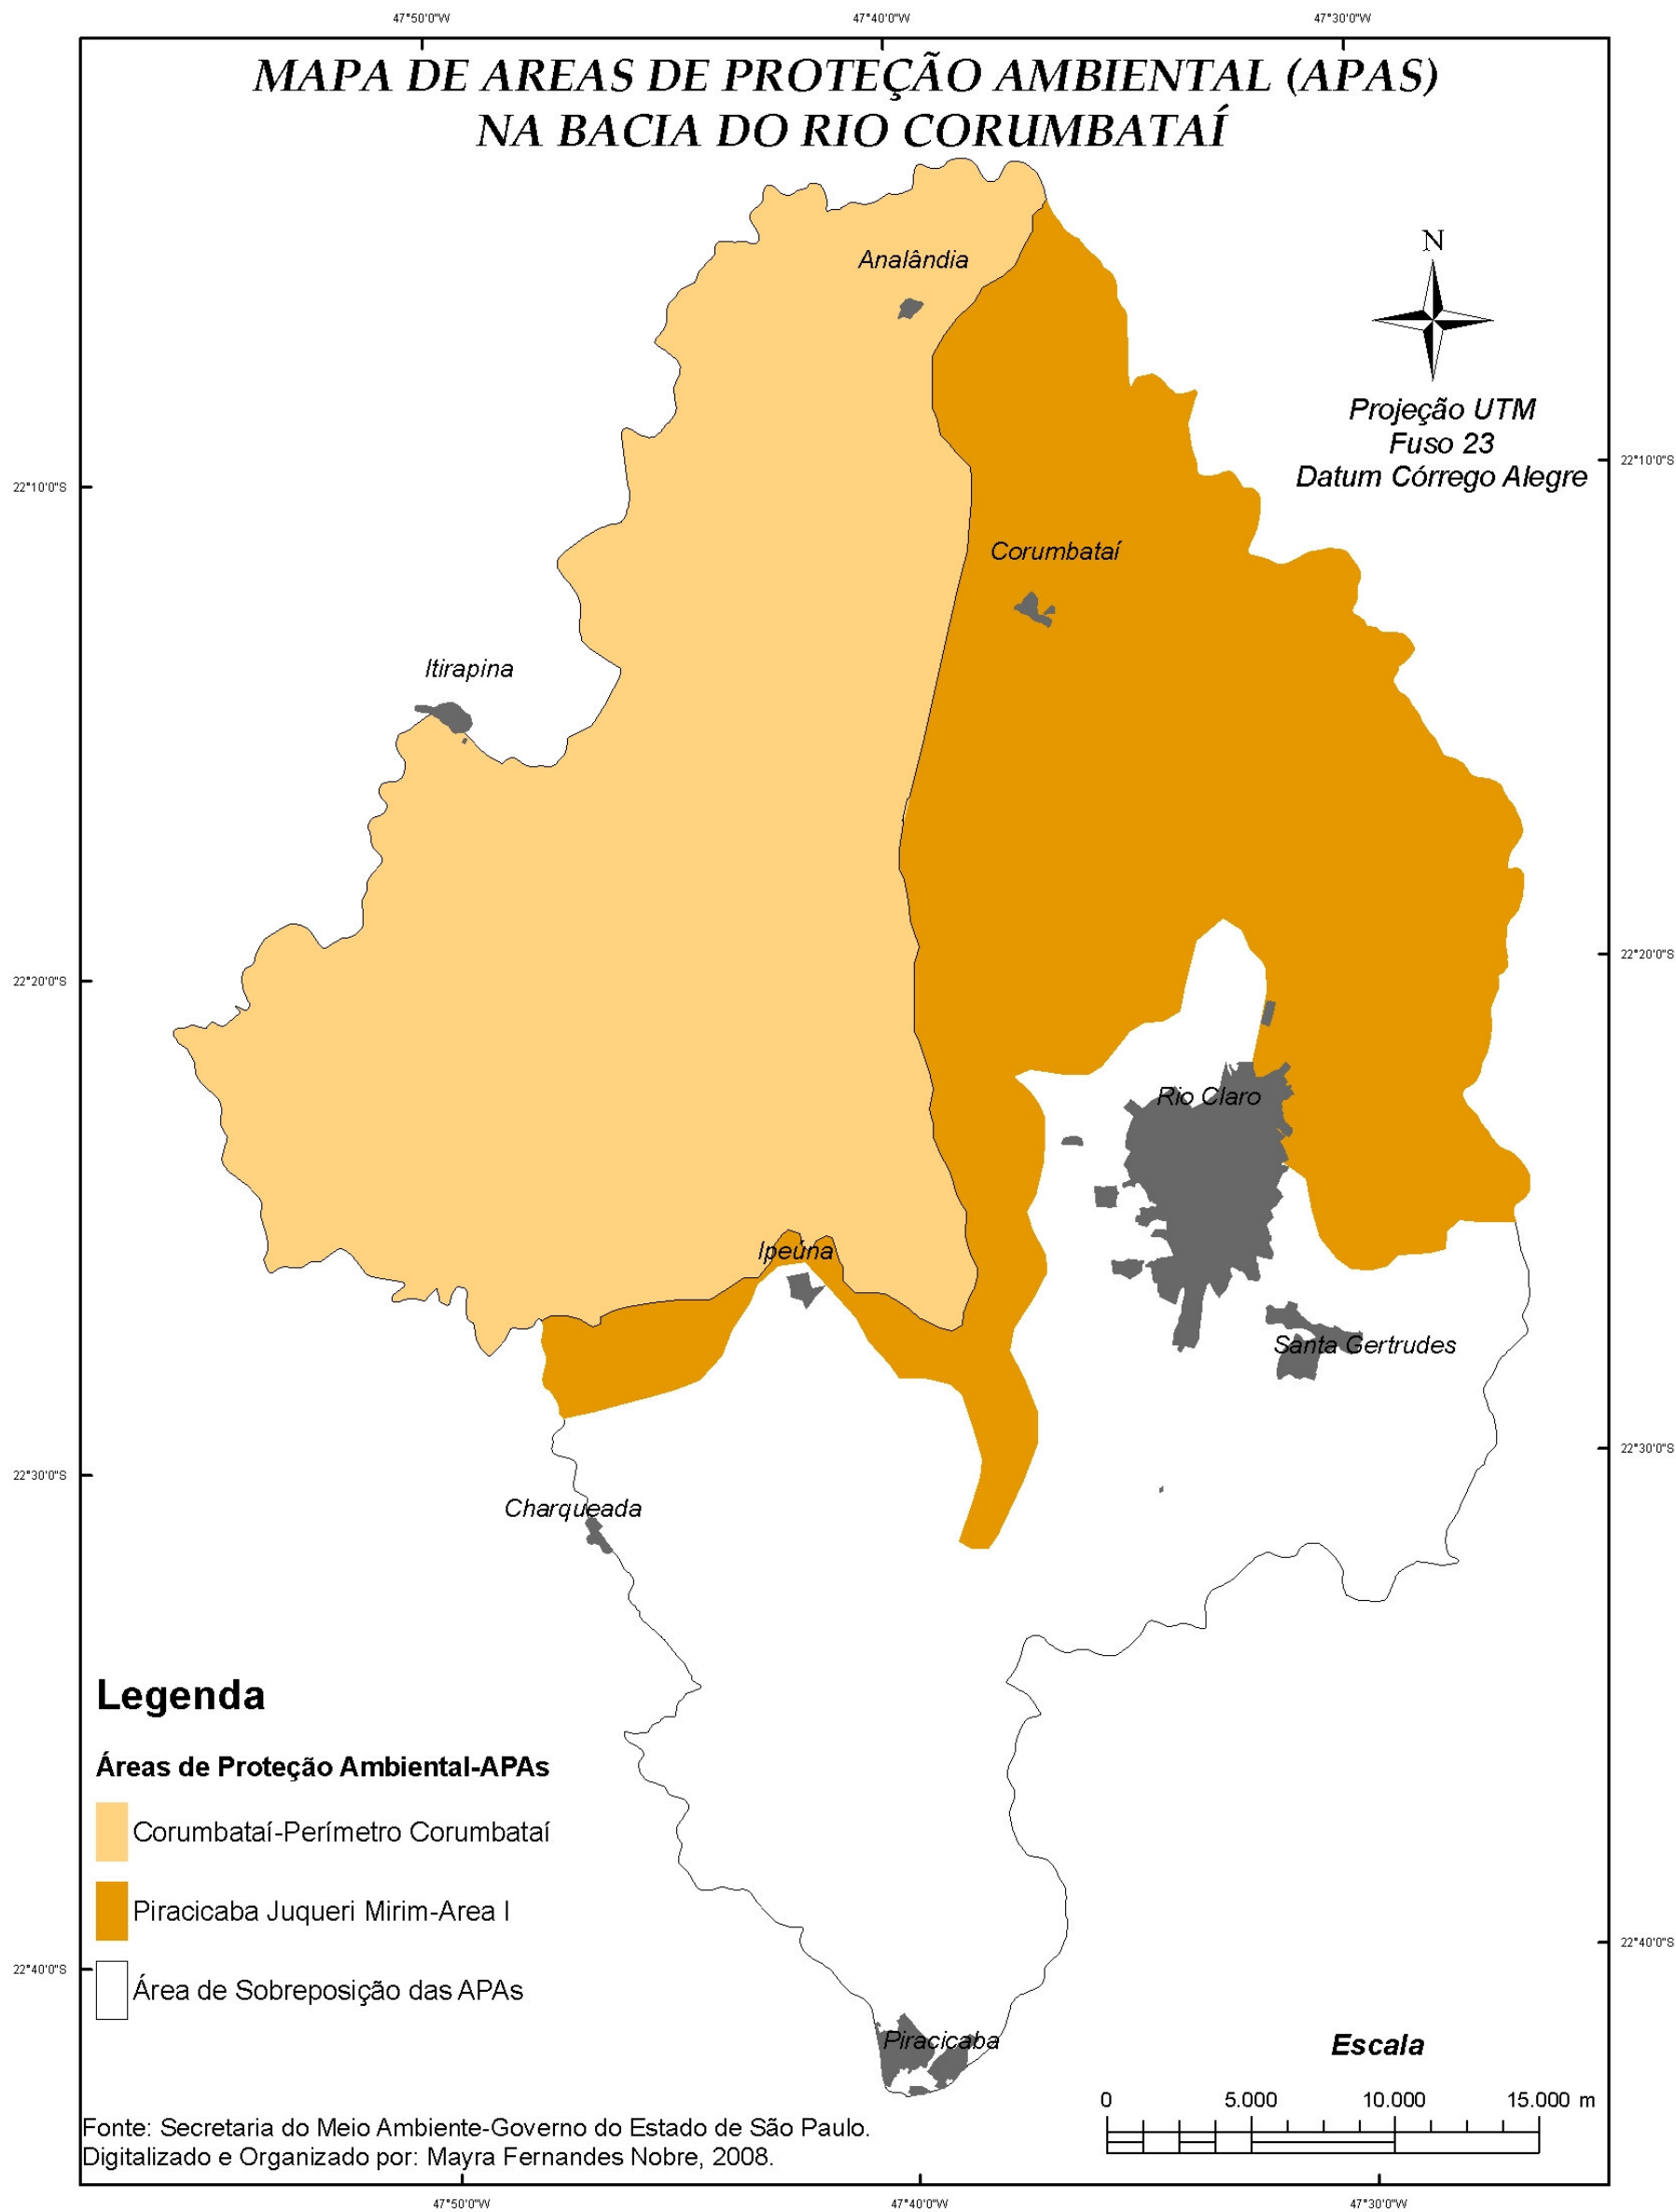 47°50'0"W
47°40'0"W
47°30'0"W
MAPA DE AREAS DE PROTEÇÃO AMBIENTAL (APAS)
NA BACIA DO RIO CORUMBATAÍ
N
Analândia
Projeção UTM
Fuso 23
Datum Córrego Alegre
22°10'0"S
22°10'0"S
Corumbataí
Itirapina
22°20'0"S
22°20'0"S
Rio Claro
Ipeúna
Santa Gertrudes
22°30'0"S
22°30'0"S
Charqueada
Legenda
Áreas de Proteção Ambiental-APAs
Corumbataí-Perímetro Corumbataí
Piracicaba Juqueri Mirim-Area I
22°40'0"S
22°40'0"S
Área de Sobreposição das APAs
Piracicaba
Escala
0 5.000 10.000 15.000 m
Fonte: Secretaria do Meio Ambiente-Governo do Estado de São Paulo.
Digitalizado e Organizado por: Mayra Fernandes Nobre, 2008.
47°50'0"W
47°40'0"W
47°30'0"W